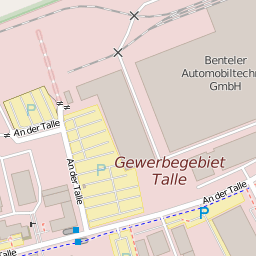 Benteler
Automobiltechn
GmbH
P
An der Talle
P
Gewerbegebiet
Talle
An der Talle
An der Talle
P
P